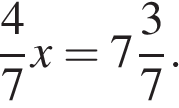 4/7 x = 7 3/7.